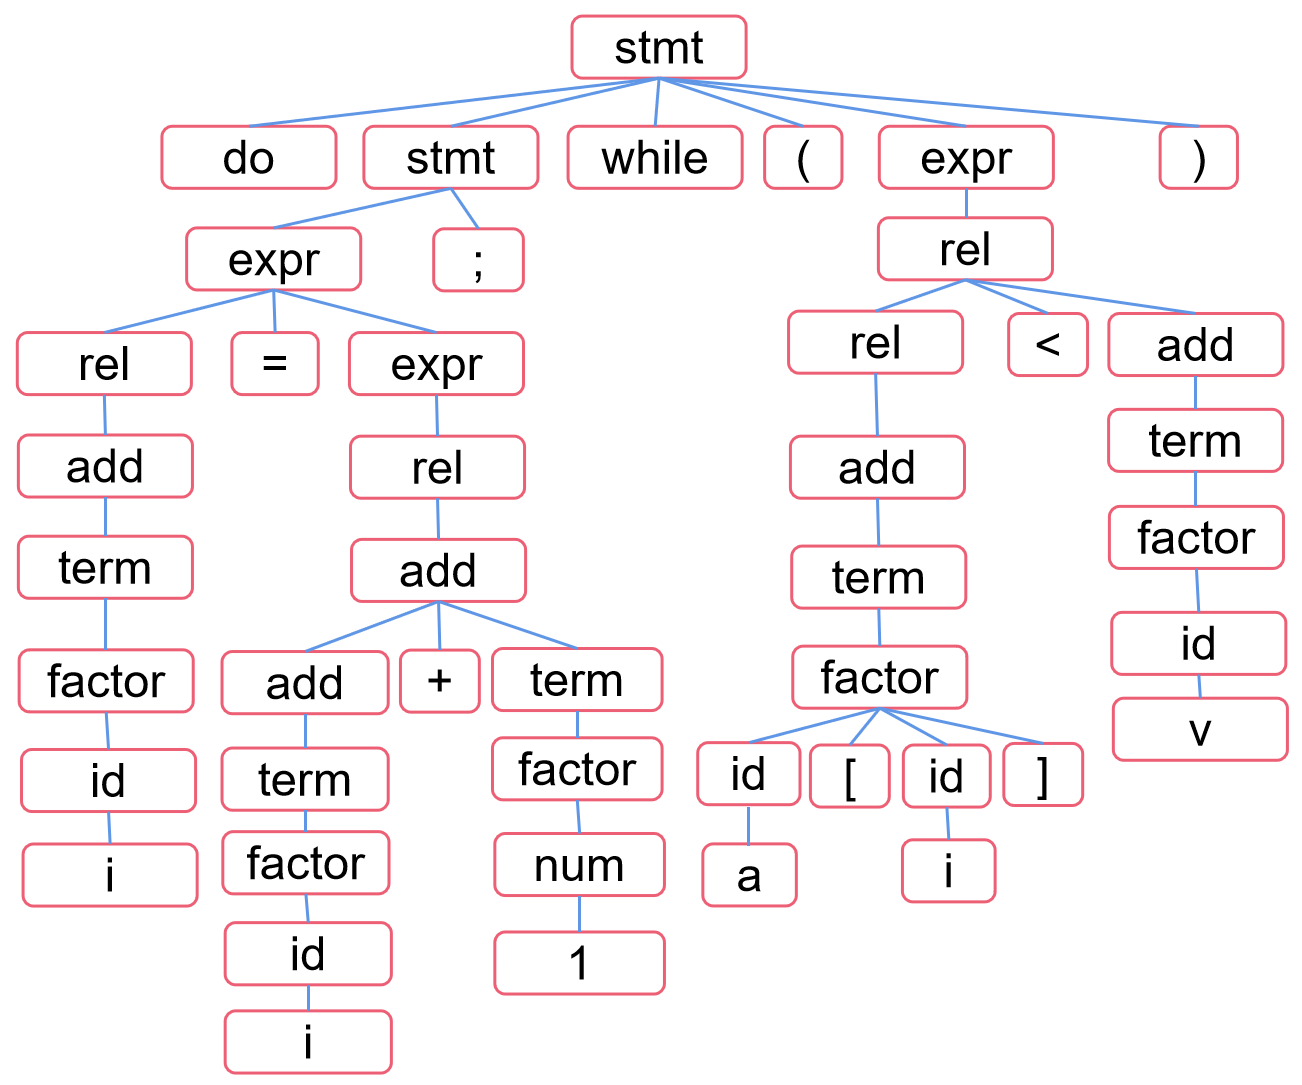 stmt
do stmt while ( expr )
expr ; rel
rel = expr rel < add
add rel add term
term add term factor
factor add + term factor id
id term factor id [ id ] v
i factor num a i
id 1
i